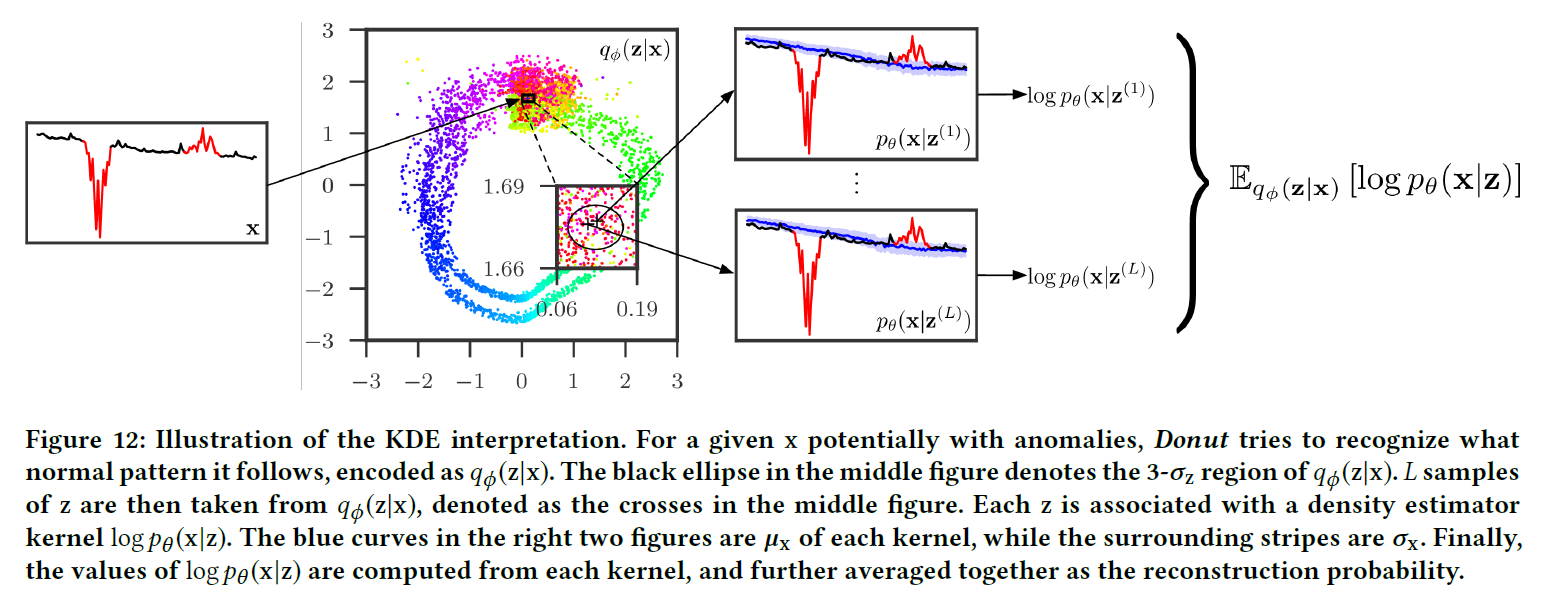 x
3
2
1
0
−1
−2
−3
−3 −2 −1 0 1 2 3
qϕ(z|x)
1.69
1.66
0.06 0.19
pθ(x|z(1))
log pθ(x|z(1))
⋮
pθ(x|z(L))
log pθ(x|z(L))
𝔼qϕ(z|x) [log pθ(x|z)]
Figure 12: Illustration of the KDE interpretation. For a given x potentially with anomalies, Donut tries to recognize what
normal pattern it follows, encoded as qϕ(z|x). The black ellipse in the middle figure denotes the 3-σz region of qϕ(z|x). L samples
of z are then taken from qϕ(z|x), denoted as the crosses in the middle figure. Each z is associated with a density estimator
kernel log pθ(x|z). The blue curves in the right two figures are μx of each kernel, while the surrounding stripes are σx. Finally,
the values of log pθ(x|z) are computed from each kernel, and further averaged together as the reconstruction probability.